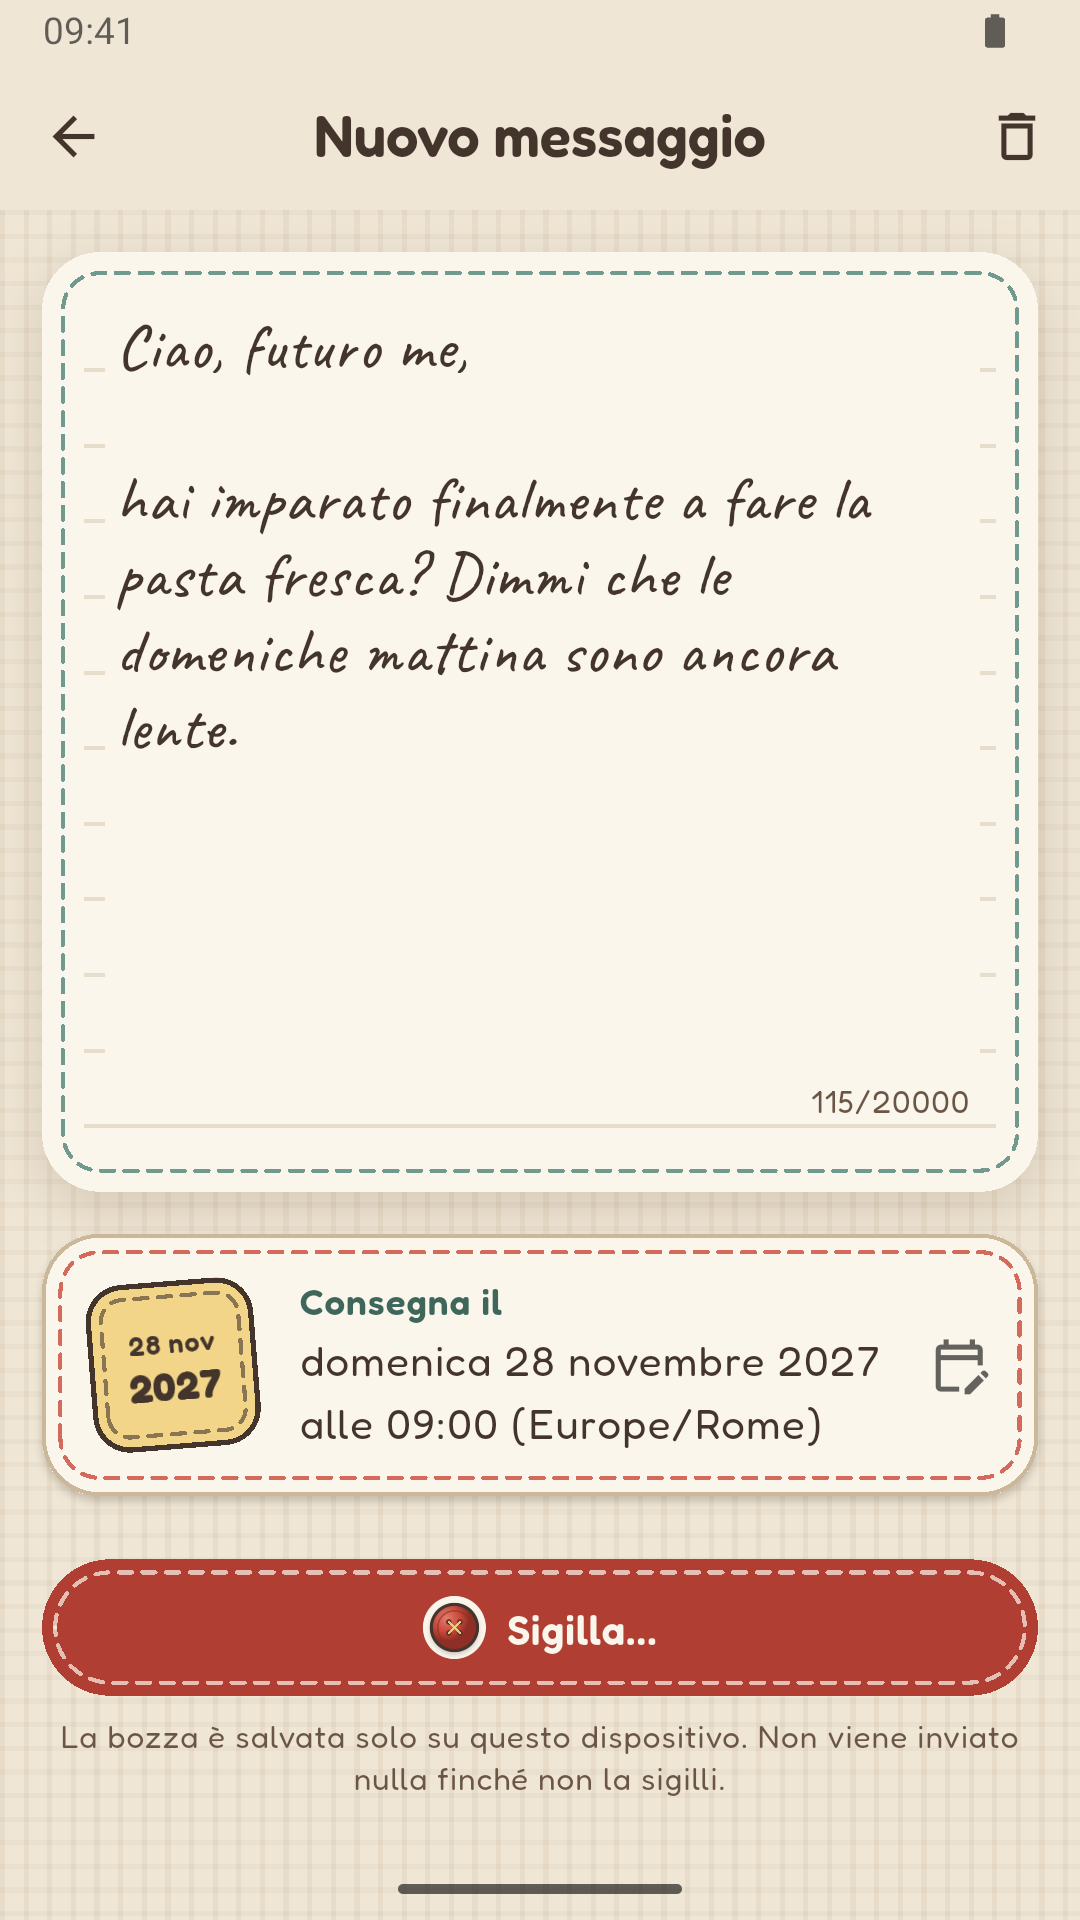 09:41
Nuovo messaggio
Ciao, futuro me,
hai imparato finalmente a fare la
pasta fresca? Dimmi che le
domeniche mattina sono ancora
lente.
115/20000
28 nov
2027
Consegna il
domenica 28 novembre 2027
alle 09:00 (Europe/Rome)
Sigilla...
La bozza è salvata solo su questo dispositivo. Non viene inviato
nulla finché non la sigilli.